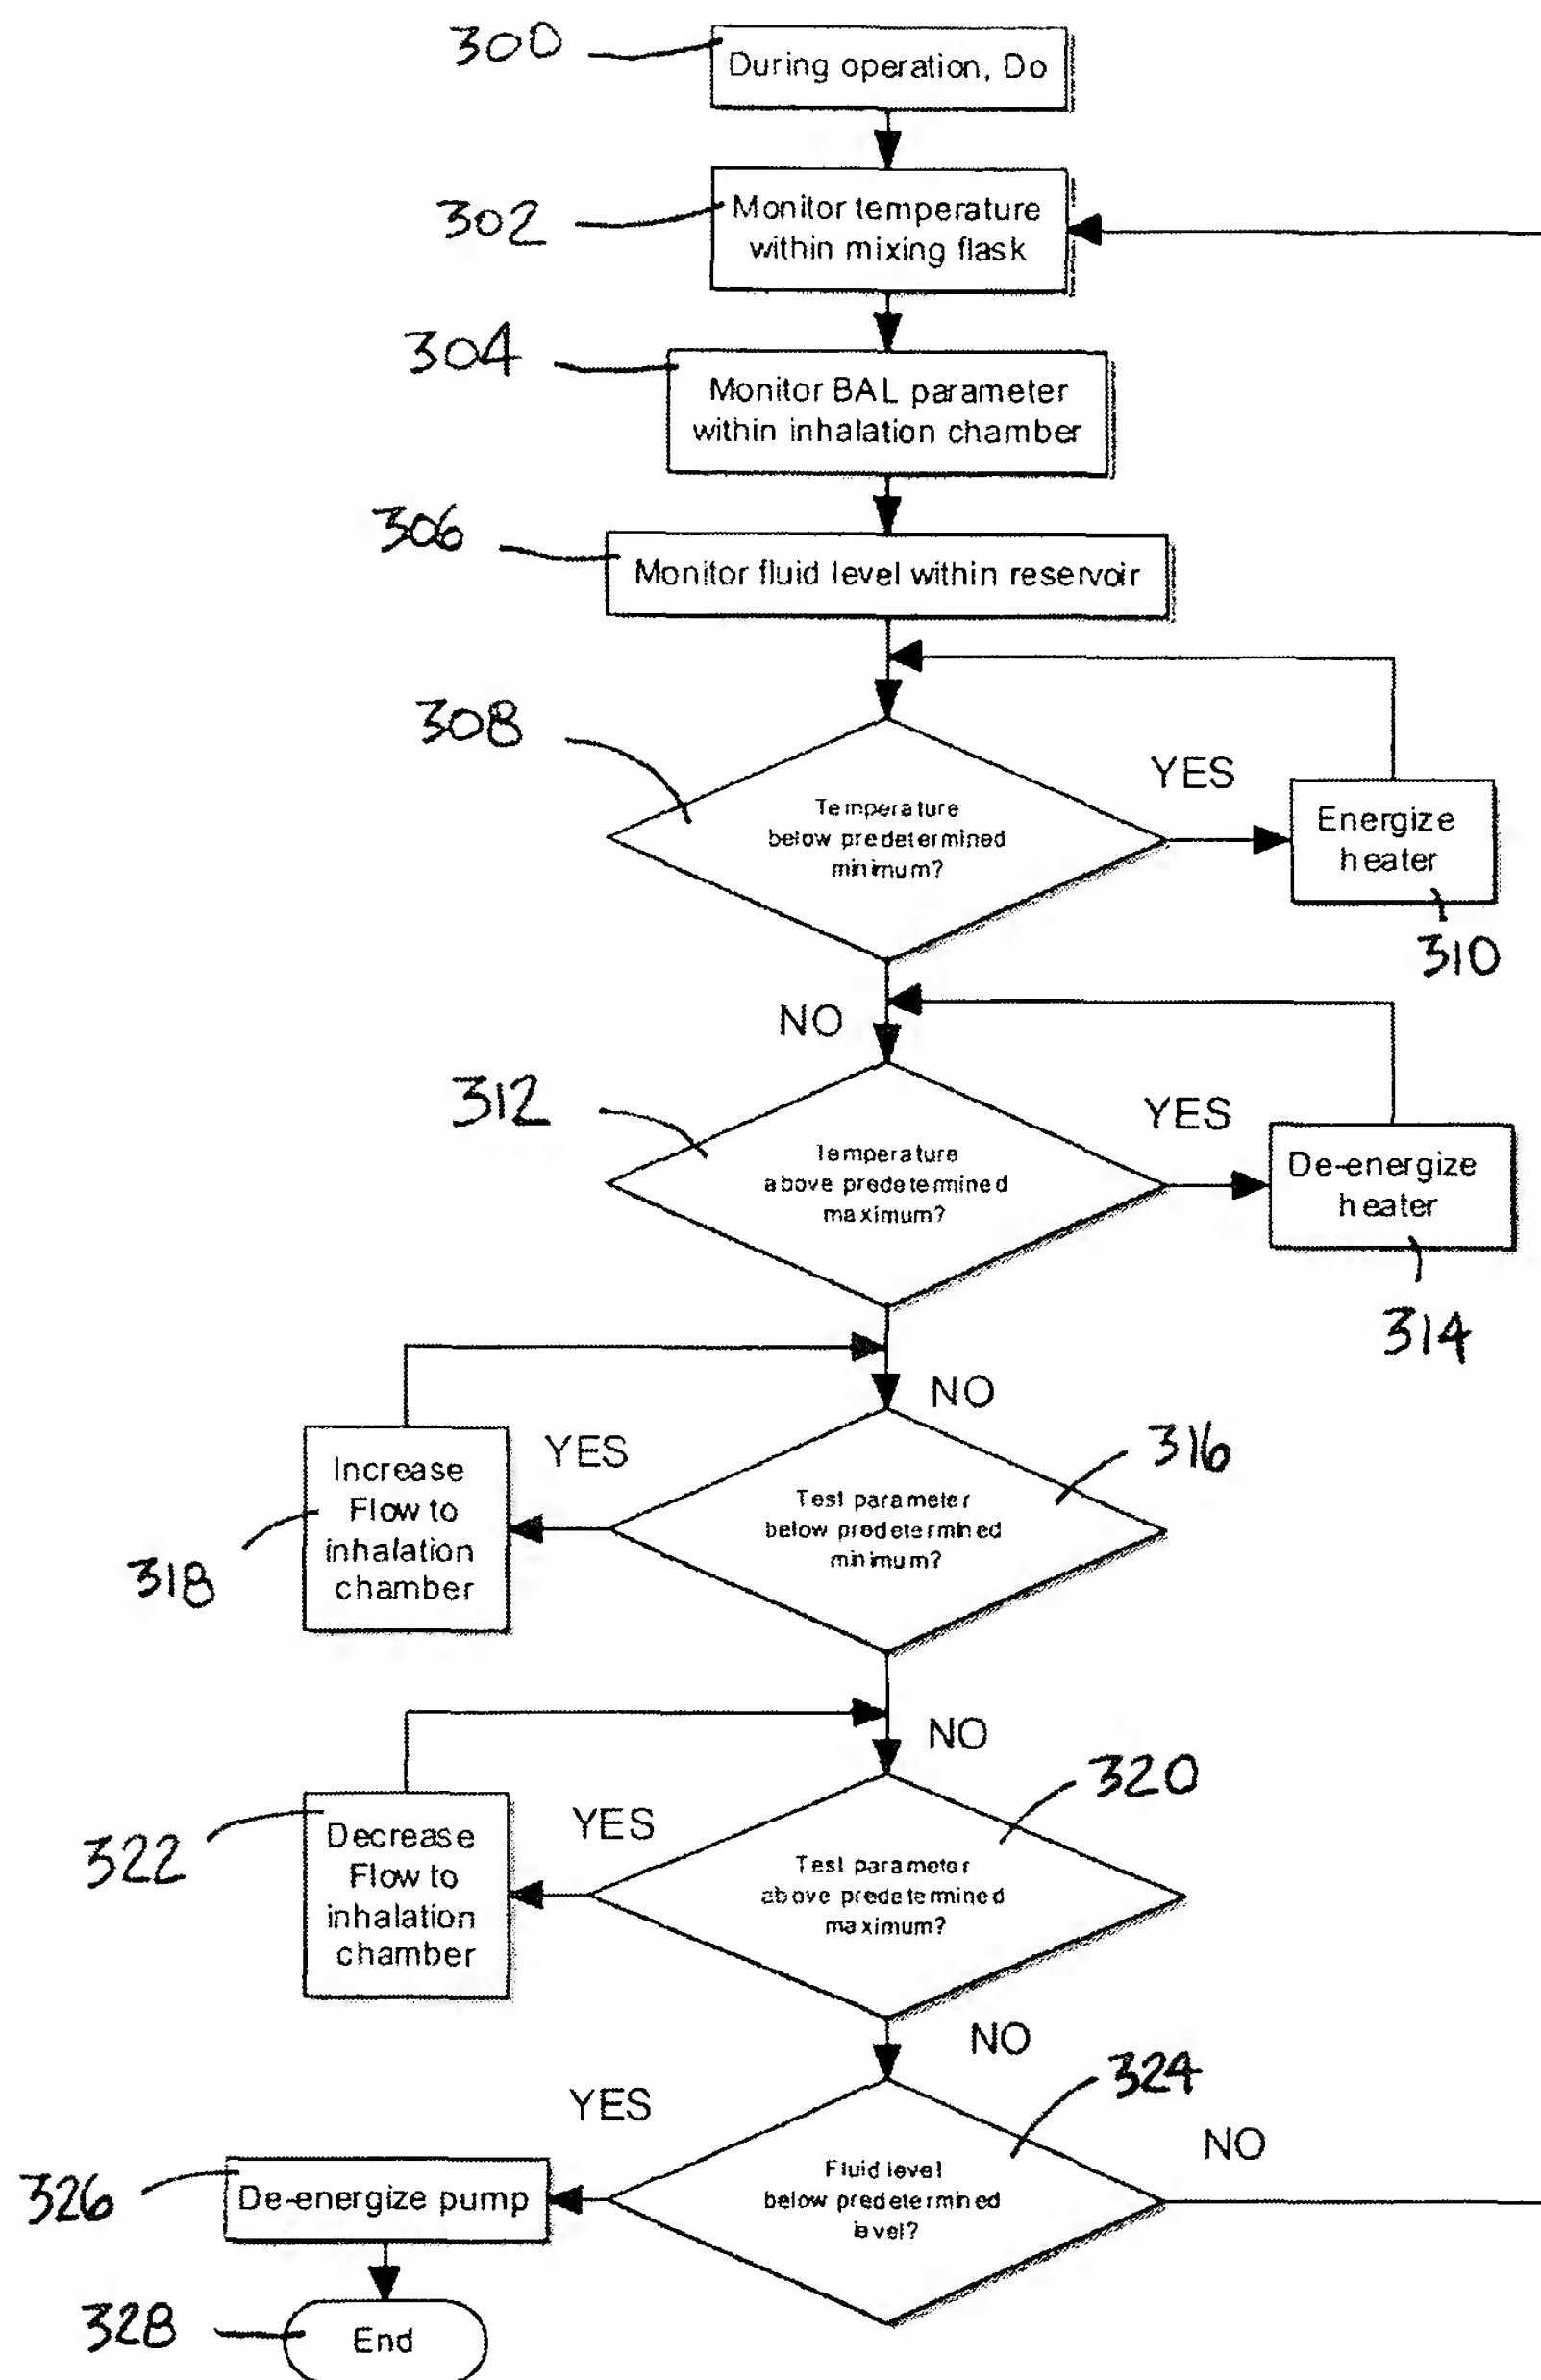 300
During operation, Do
302
Monitor temperature
within mixing flask
304
Monitor BAL parameter
within inhalation chamber
306
Monitor fluid level within reservoir
308
Temperature
below predetermined
minimum?
YES
Energize
heater
310
NO
312
Temperature
above predetermined
maximum?
YES
De-energize
heater
314
NO
316
Test parameter
below predetermined
minimum?
YES
Increase
Flow to
inhalation
chamber
318
NO
320
Test parameter
above predetermined
maximum?
YES
Decrease
Flow to
inhalation
chamber
322
NO
324
Fluid level
below predetermined
level?
YES
NO
De-energize pump
326
End
328